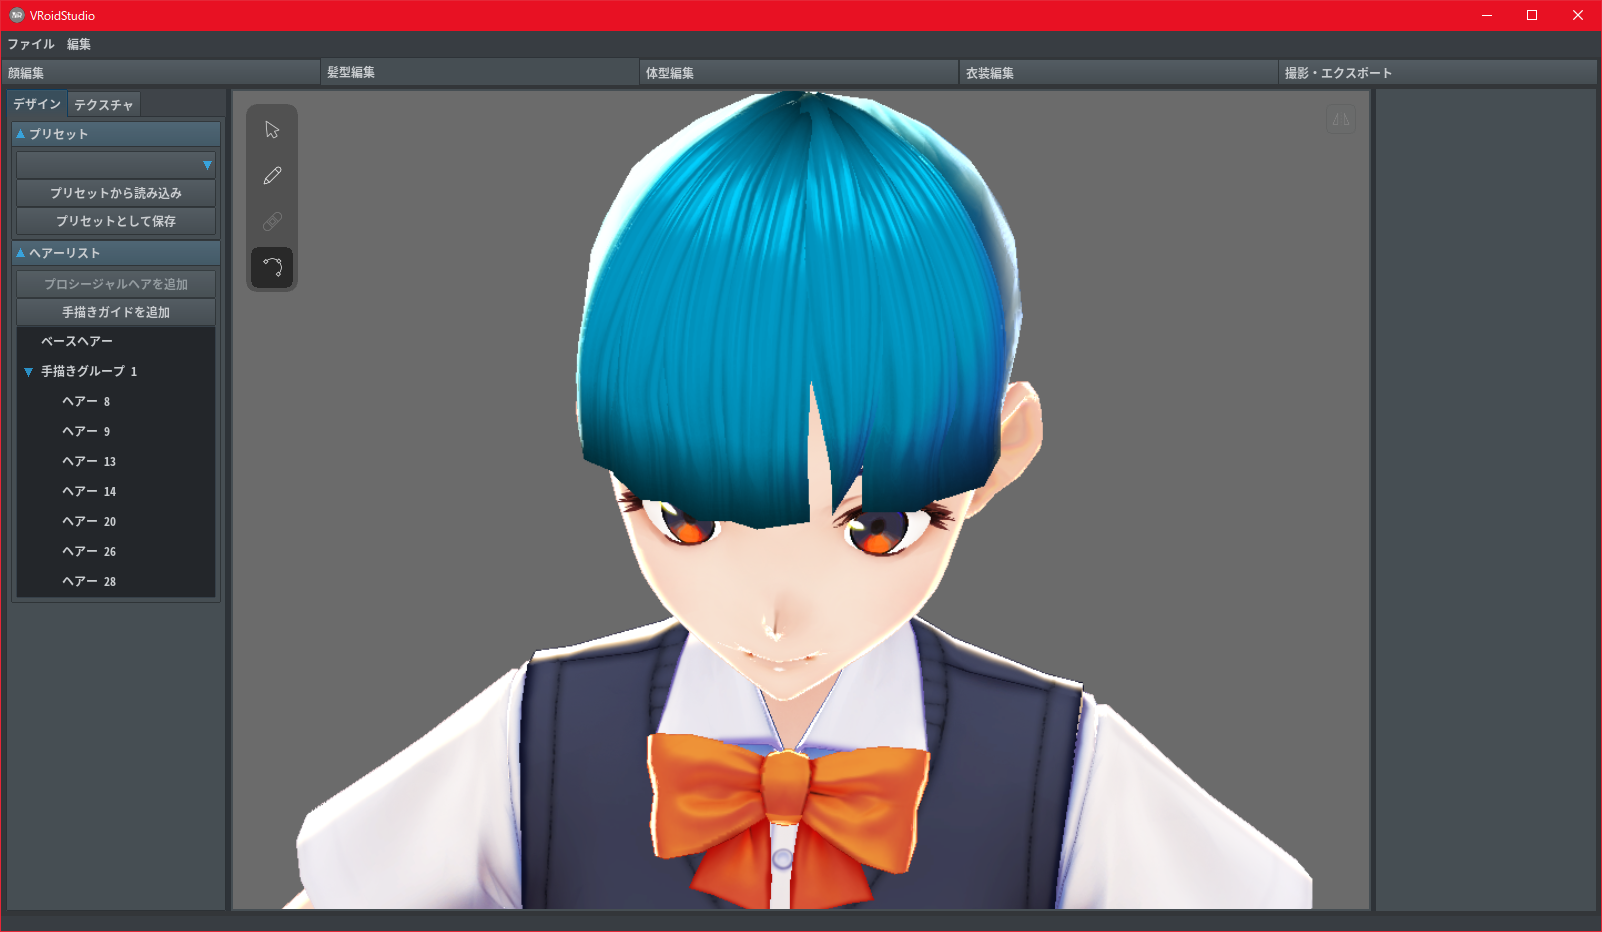 VRoidStudio
ファイル 編集
顔編集 髪型編集 体型編集 衣装編集 撮影・エクスポート
デザイン テクスチャ
プリセット
プリセットから読み込み
プリセットとして保存
ヘアーリスト
プロシージャルヘアを追加
手描きガイドを追加
ベースヘアー
手描きグループ 1
ヘアー 8
ヘアー 9
ヘアー 13
ヘアー 14
ヘアー 20
ヘアー 26
ヘアー 28